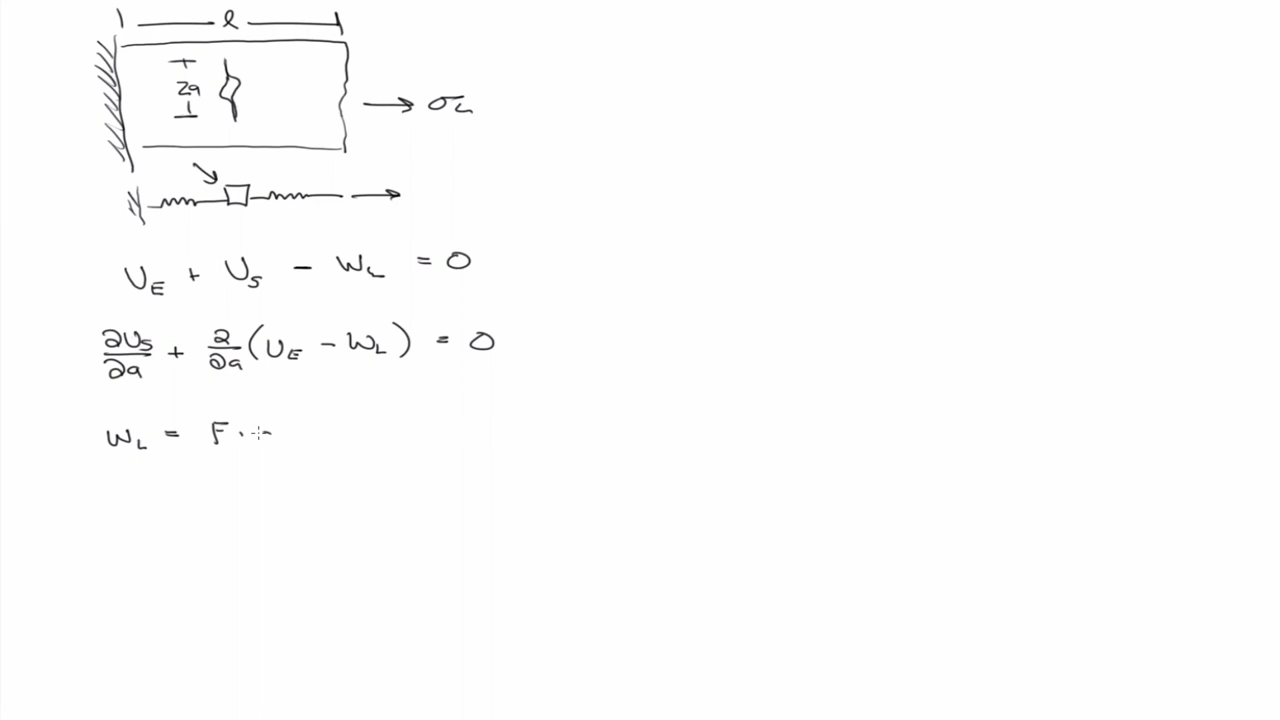 l
2a
σL
UE + US - WL = 0
∂US/∂a + ∂/∂a (UE - WL) = 0
WL = F ·